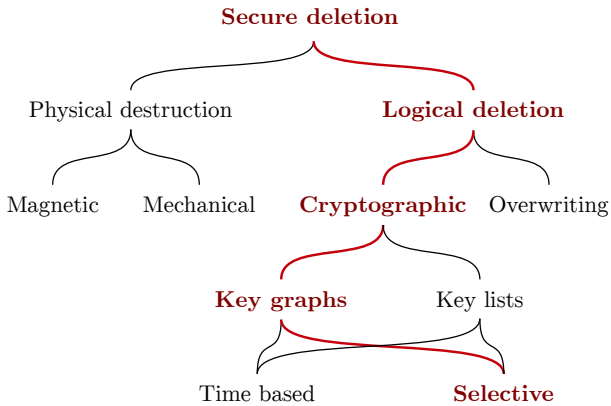 Secure deletion
Physical destruction
Logical deletion
Magnetic
Mechanical
Cryptographic
Overwriting
Key graphs
Key lists
Time based
Selective